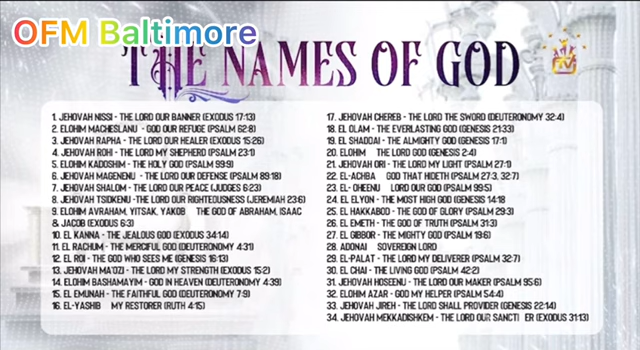 OFM Baltimore
THE NAMES OF GOD
TV
1. JEHOVAH NISSI - THE LORD OUR BANNER (EXODUS 17:13)
2. ELOHIM MACHESLANU - GOD OUR REFUGE (PSALM 62:8)
3. JEHOVAH RAPHA - THE LORD OUR HEALER (EXODUS 15:26)
4. JEHOVAH ROHI - THE LORD MY SHEPHERD (PSALM 23:1)
5. ELOHIM KADOSHIM - THE HOLY GOD (PSALM 99:9)
6. JEHOVAH MAGENENU - THE LORD OUR DEFENSE (PSALM 89:18)
7. JEHOVAH SHALOM - THE LORD OUR PEACE (JUDGES 6:23)
8. JEHOVAH TSIDKENU - THE LORD OUR RIGHTEOUSNESS (JEREMIAH 23:6)
9. ELOHIM AVRAHAM, YITSAK, YAKOB THE GOD OF ABRAHAM, ISAAC
& JACOB (EXODUS 6:3)
10. EL KANNA - THE JEALOUS GOD (EXODUS 34:14)
11. EL RACHUM - THE MERCIFUL GOD (DEUTERONOMY 4:31)
12. EL ROI - THE GOD WHO SEES ME (GENESIS 16:13)
13. JEHOVAH MA'OZI - THE LORD MY STRENGTH (EXODUS 15:2)
14. ELOHIM BASHAMAYIM - GOD IN HEAVEN (DEUTERONOMY 4:39)
15. EL EMUNAH - THE FAITHFUL GOD (DEUTERONOMY 7:9)
16. EL-YASHIB MY RESTORER (RUTH 4:15)
17. JEHOVAH CHEREB - THE LORD THE SWORD (DEUTERONOMY 32:4)
18. EL OLAM - THE EVERLASTING GOD (GENESIS 21:33)
19. EL SHADDAI - THE ALMIGHTY GOD (GENESIS 17:1)
20. ELOHIM THE LORD GOD (GENESIS 2:4)
21. JEHOVAH ORI - THE LORD MY LIGHT (PSALM 27:1)
22. EL-ACHBA GOD THAT HIDETH (PSALM 27:3, 32:7)
23. EL- OHEENU LORD OUR GOD (PSALM 99:5)
24. EL ELYON - THE MOST HIGH GOD (GENESIS 14:18
25. EL HAKKABOD - THE GOD OF GLORY (PSALM 29:3)
26. EL EMETH - THE GOD OF TRUTH (PSALM 31:3)
27. EL GIBBOR - THE MIGHTY GOD (PSALM 19:6)
28. ADONAI SOVEREIGN LORD
29. EL-PALAT - THE LORD MY DELIVERER (PSALM 32:7)
30. EL CHAI - THE LIVING GOD (PSALM 42:2)
31. JEHOVAH HOSEENU - THE LORD OUR MAKER (PSALM 95:6)
32. ELOHIM AZAR - GOD MY HELPER (PSALM 54:4)
33. JEHOVAH JIREH - THE LORD SHALL PROVIDER (GENESIS 22:14)
34. JEHOVAH MEKKADISHKEM - THE LORD OUR SANCTI ER (EXODUS 31:13)